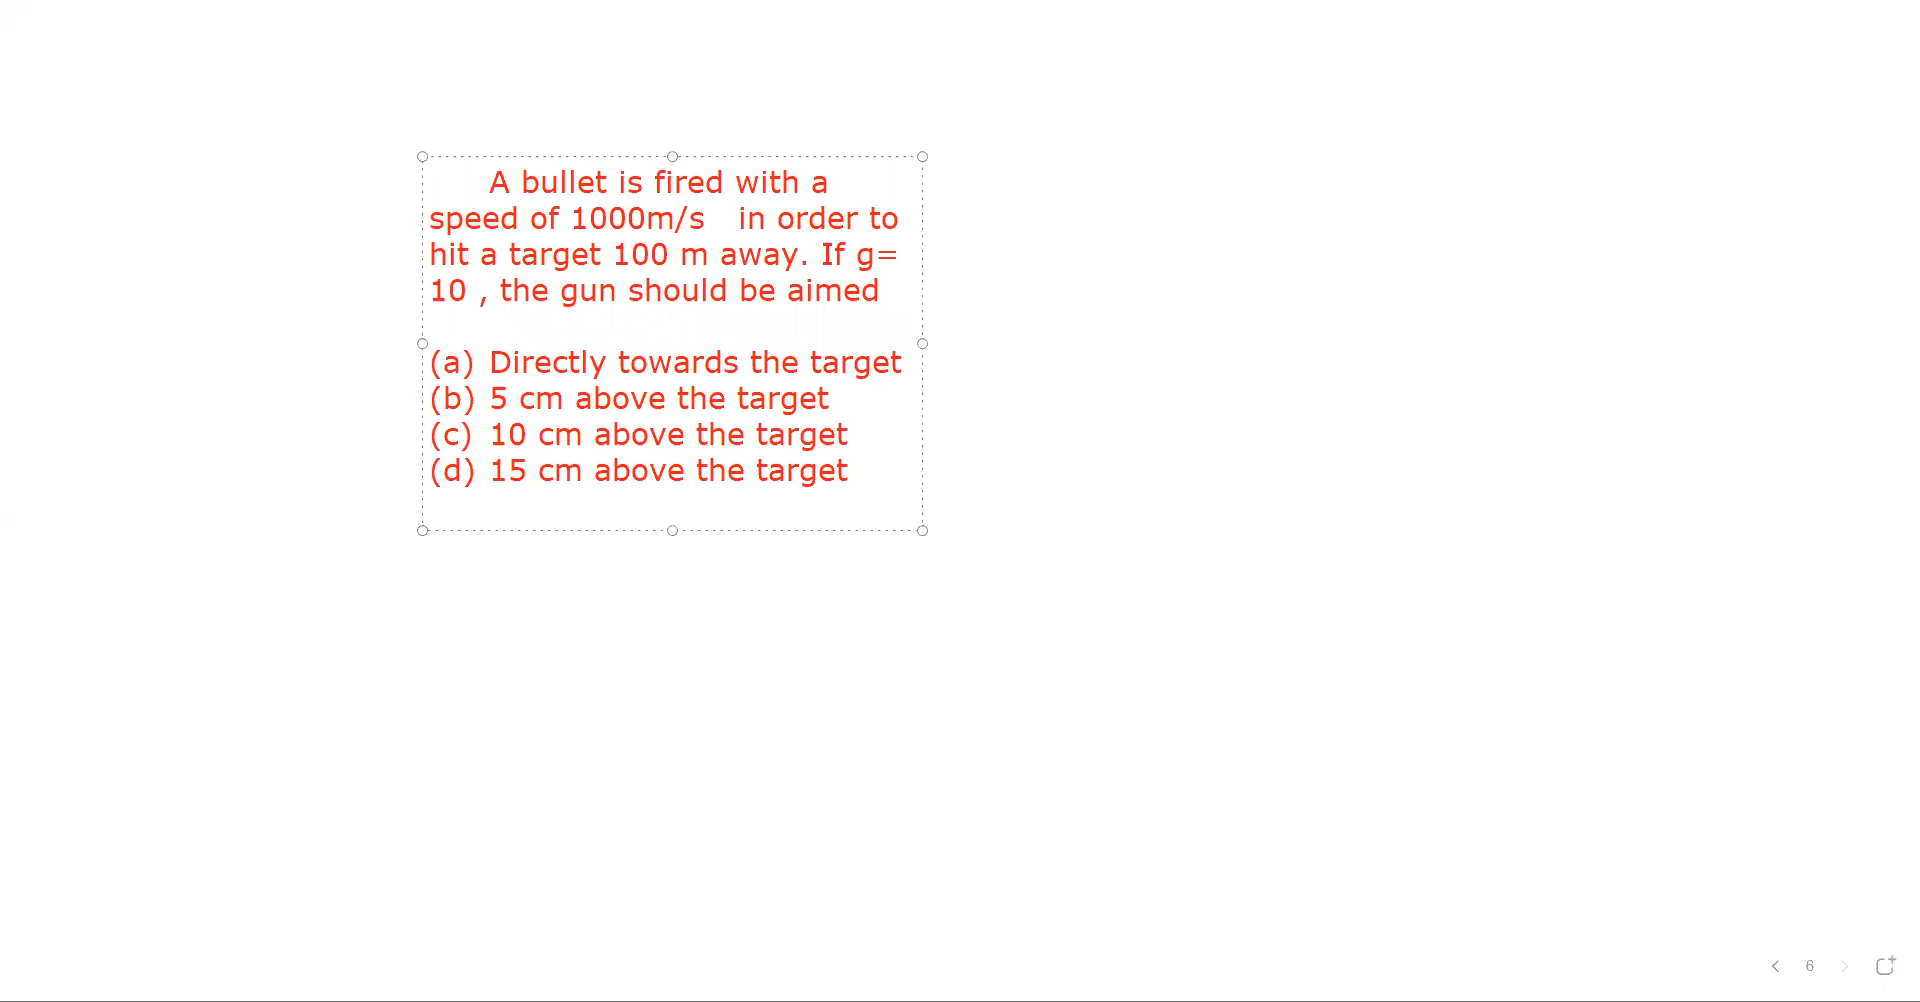 A bullet is fired with a
speed of 1000m/s in order to
hit a target 100 m away. If g=
10 , the gun should be aimed
(a) Directly towards the target
(b) 5 cm above the target
(c) 10 cm above the target
(d) 15 cm above the target
6